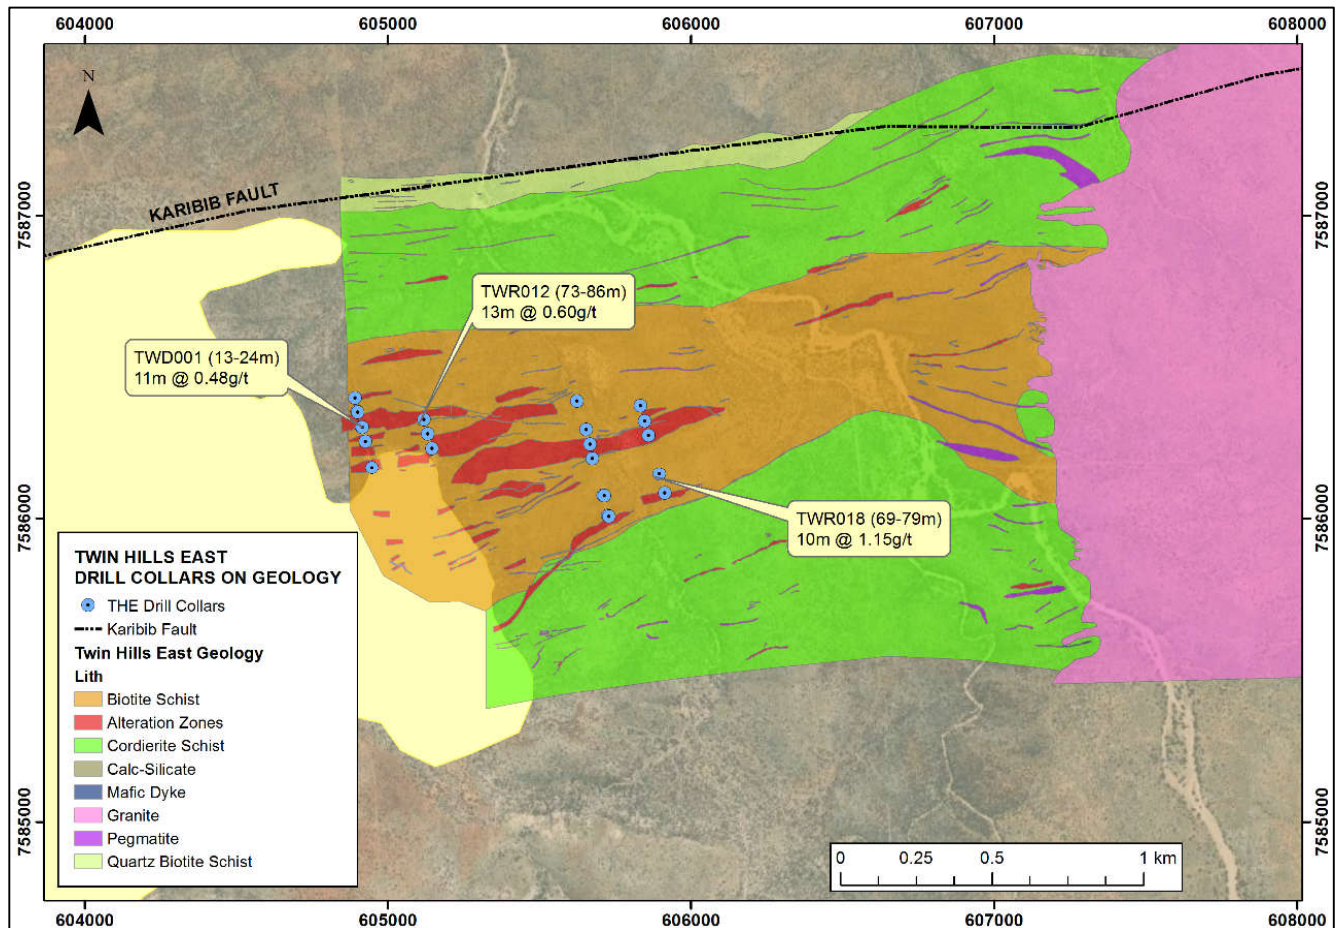 604000 605000 606000 607000 608000
N
KARIBIB FAULT
7587000 7587000
TWR012 (73-86m)
13m @ 0.60g/t
TWD001 (13-24m)
11m @ 0.48g/t
7586000 7586000
TWR018 (69-79m)
10m @ 1.15g/t
TWIN HILLS EAST
DRILL COLLARS ON GEOLOGY
THE Drill Collars
Karibib Fault
Twin Hills East Geology
Lith
Biotite Schist
Alteration Zones
Cordierite Schist
Calc-Silicate
Mafic Dyke
Granite
Pegmatite
Quartz Biotite Schist
7585000 7585000
0 0.25 0.5 1 km
604000 605000 606000 607000 608000